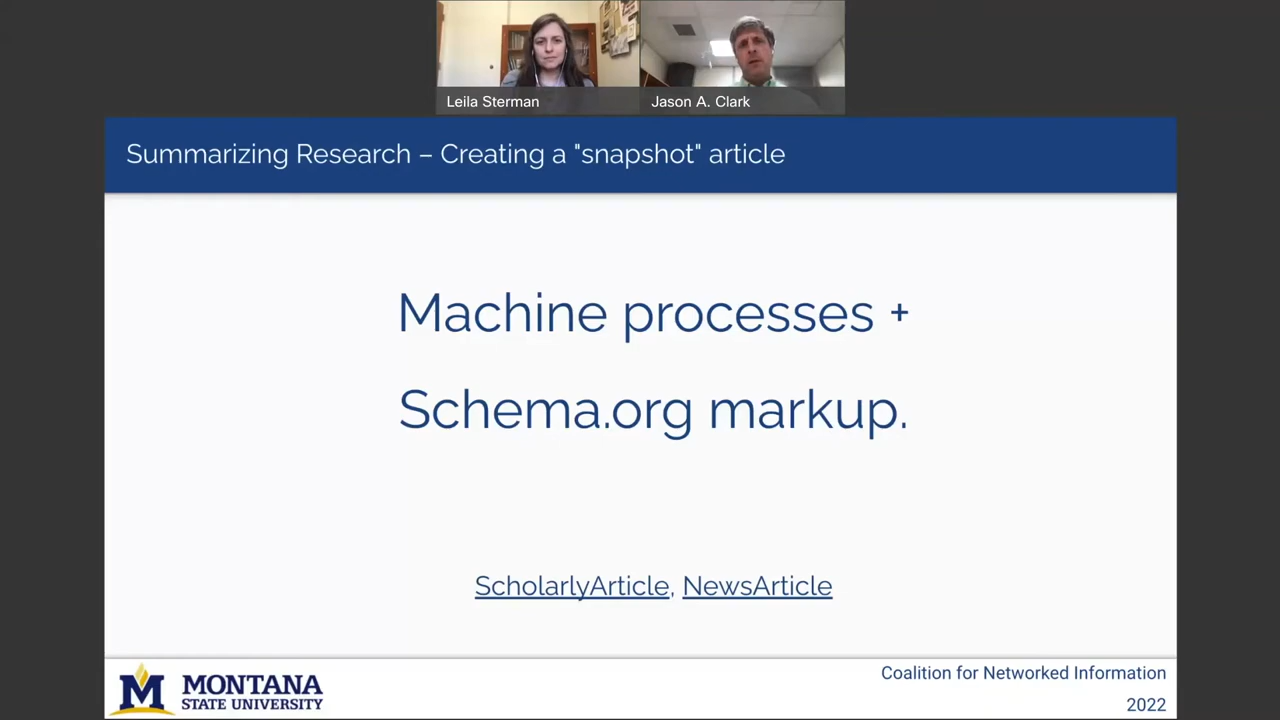 Leila Sterman
Jason A. Clark
Summarizing Research – Creating a "snapshot" article
Machine processes +
Schema.org markup.
ScholarlyArticle, NewsArticle
MONTANA
STATE UNIVERSITY
Coalition for Networked Information
2022